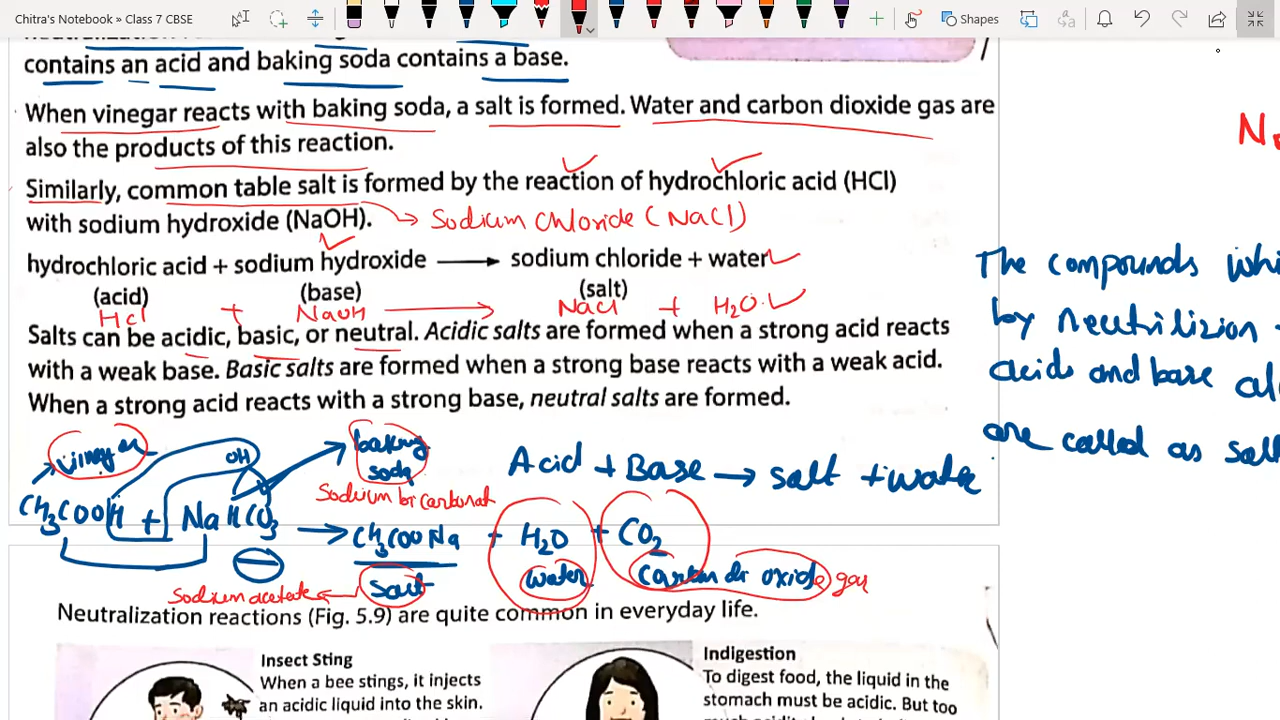 Chitra's Notebook » Class 7 CBSE
Shapes
contains an acid and baking soda contains a base.
When vinegar reacts with baking soda, a salt is formed. Water and carbon dioxide gas are
also the products of this reaction.
Similarly, common table salt is formed by the reaction of hydrochloric acid (HCl)
with sodium hydroxide (NaOH). → Sodium chloride (NaCl)
hydrochloric acid + sodium hydroxide → sodium chloride + water
(acid) (base) (salt)
HCl + NaOH → NaCl + H₂O
Salts can be acidic, basic, or neutral. Acidic salts are formed when a strong acid reacts
with a weak base. Basic salts are formed when a strong base reacts with a weak acid.
When a strong acid reacts with a strong base, neutral salts are formed.
The compounds whi
by neutrilizion
acids and base al
are called as salt
vinegar OH baking
soda
Acid + Base → salt + water
Sodium bicarbonat
CH₃COOH + NaHCO₃ → CH₃COONa + H₂O + CO₂
Sodium acetate ← salt water carbon di oxide gas
Neutralization reactions (Fig. 5.9) are quite common in everyday life.
Insect Sting
When a bee stings, it injects
an acidic liquid into the skin.
Indigestion
To digest food, the liquid in the
stomach must be acidic. But too